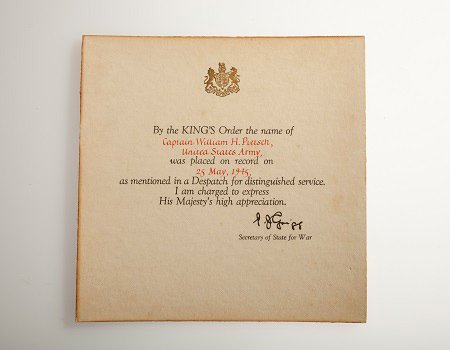 By the KING'S Order the name of
Captain William H. Pietsch,
United States Army,
was placed on record on
25 May, 1945,
as mentioned in a Despatch for distinguished service.
I am charged to express
His Majesty's high appreciation.
Secretary of State for War